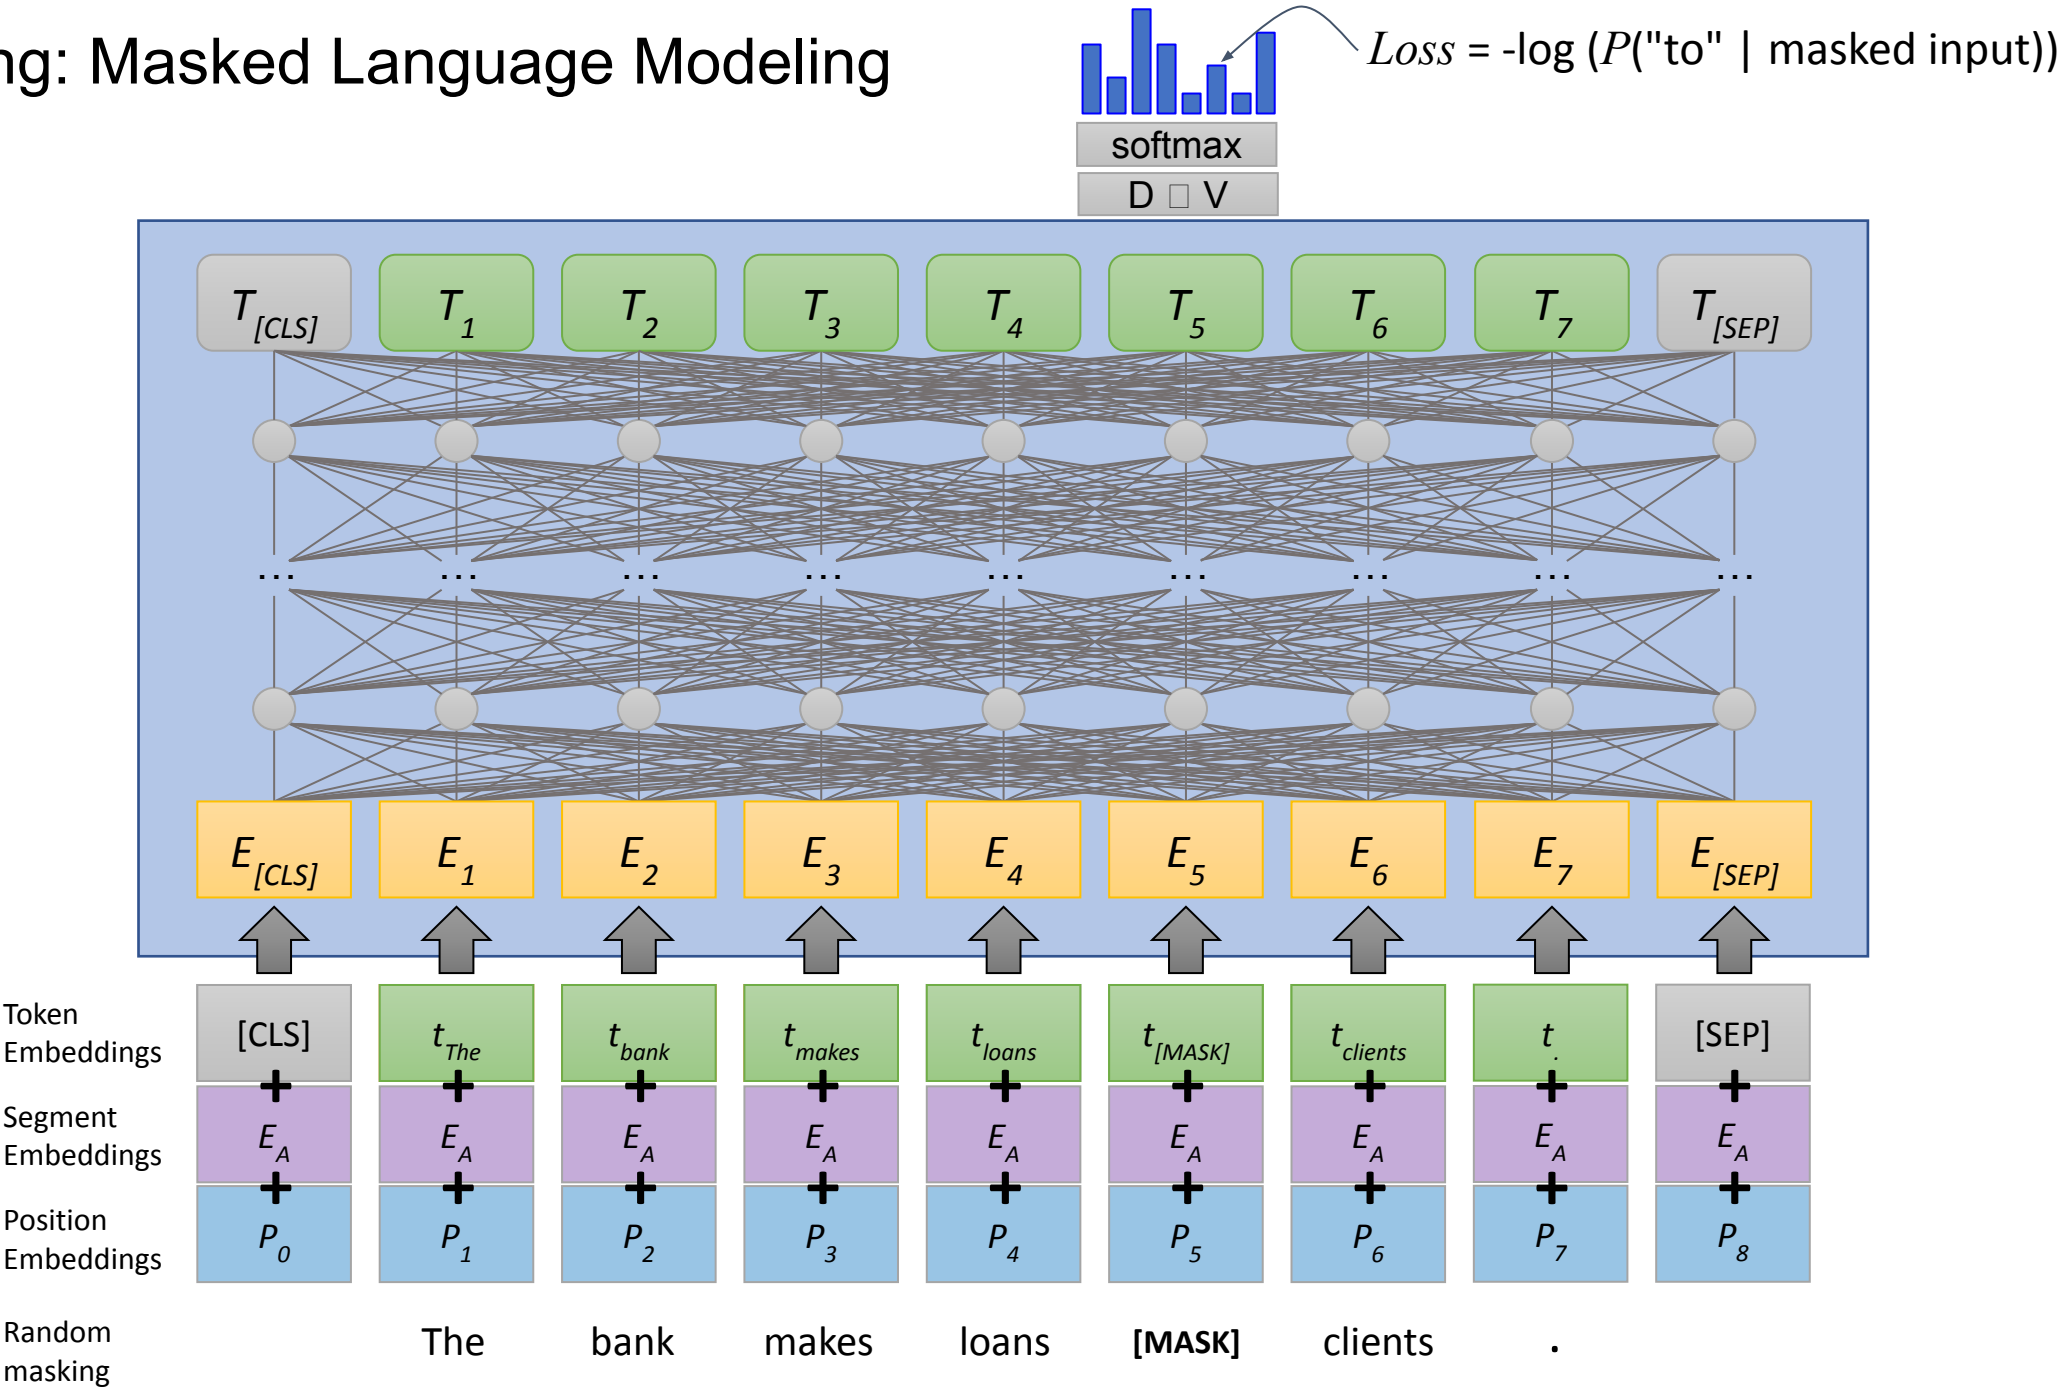 ng: Masked Language Modeling
Loss = -log (P("to" | masked input))
softmax
D □ V
T[CLS] T1 T2 T3 T4 T5 T6 T7 T[SEP]
... ... ... ... ... ... ... ... ...
E[CLS] E1 E2 E3 E4 E5 E6 E7 E[SEP]
Token
Embeddings
[CLS] tThe tbank tmakes tloans t[MASK] tclients t. [SEP]
+ + + + + + + + +
Segment
Embeddings
EA EA EA EA EA EA EA EA EA
+ + + + + + + + +
Position
Embeddings
P0 P1 P2 P3 P4 P5 P6 P7 P8
Random
masking
The bank makes loans [MASK] clients .